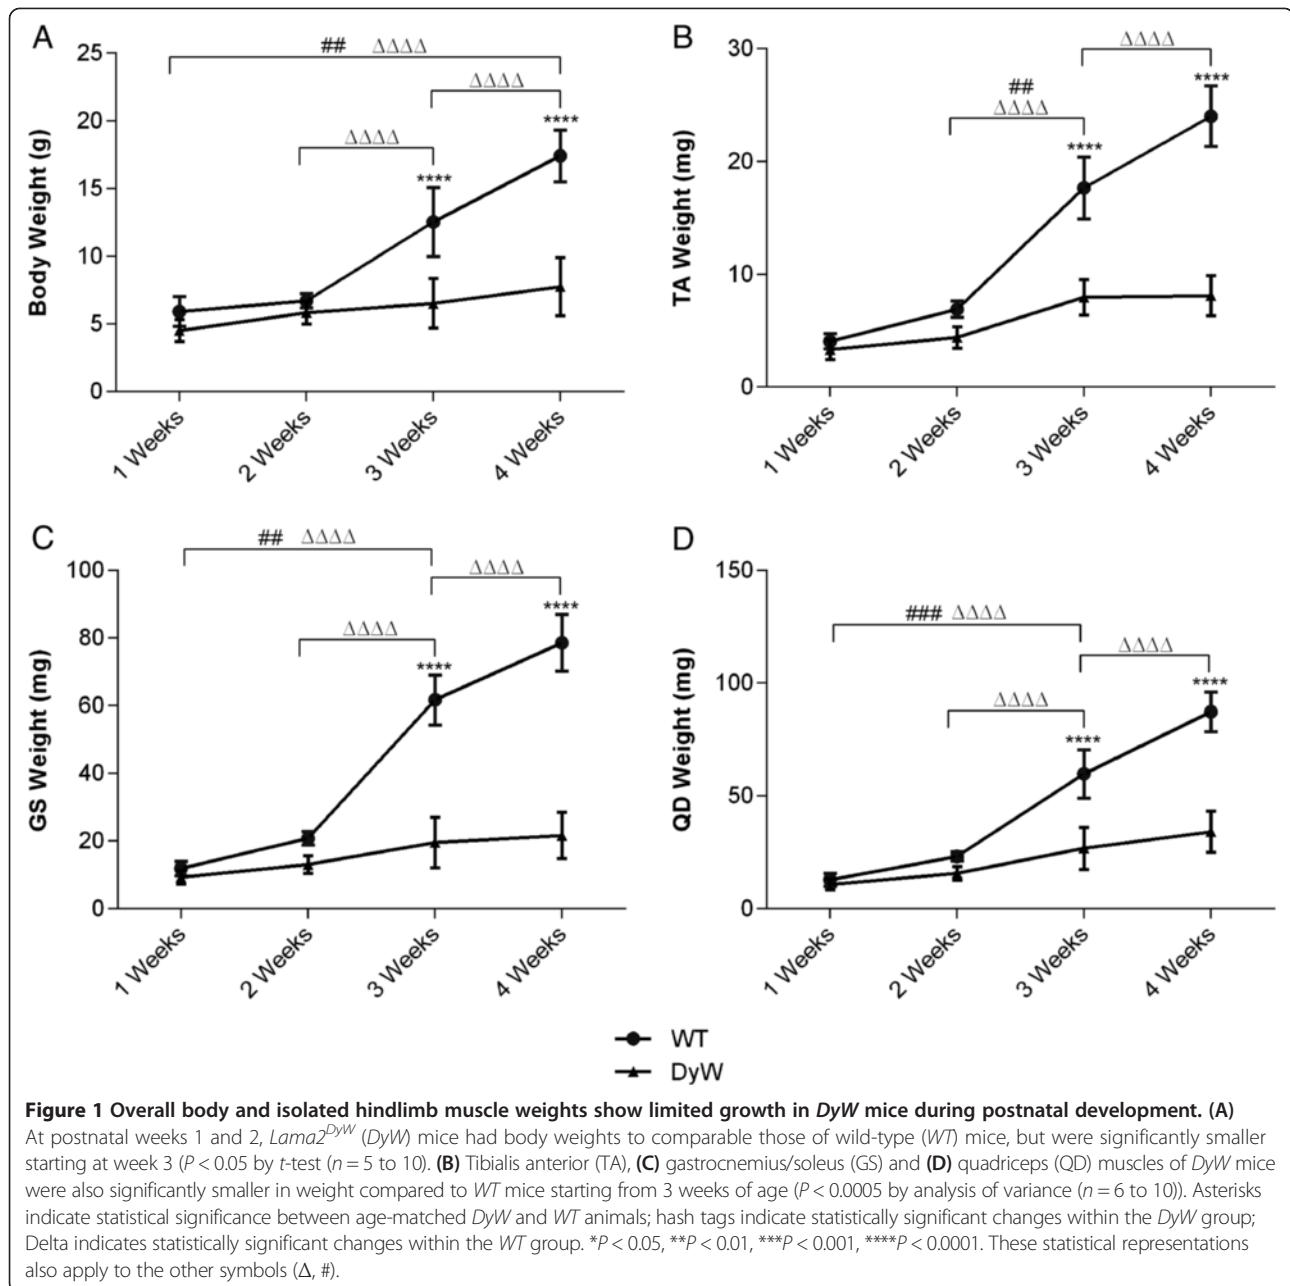 A
## ΔΔΔΔ
ΔΔΔΔ
ΔΔΔΔ
****
****
Body Weight (g)
25
20
15
10
5
0
1 Weeks
2 Weeks
3 Weeks
4 Weeks
B
ΔΔΔΔ
##
ΔΔΔΔ
****
****
TA Weight (mg)
30
20
10
0
1 Weeks
2 Weeks
3 Weeks
4 Weeks
C
## ΔΔΔΔ
ΔΔΔΔ
ΔΔΔΔ
****
****
GS Weight (mg)
100
80
60
40
20
0
1 Weeks
2 Weeks
3 Weeks
4 Weeks
D
### ΔΔΔΔ
ΔΔΔΔ
ΔΔΔΔ
****
****
QD Weight (mg)
150
100
50
0
1 Weeks
2 Weeks
3 Weeks
4 Weeks
WT
DyW
Figure 1 Overall body and isolated hindlimb muscle weights show limited growth in DyW mice during postnatal development. (A)
At postnatal weeks 1 and 2, Lama2^DyW (DyW) mice had body weights to comparable those of wild-type (WT) mice, but were significantly smaller
starting at week 3 (P < 0.05 by t-test (n = 5 to 10). (B) Tibialis anterior (TA), (C) gastrocnemius/soleus (GS) and (D) quadriceps (QD) muscles of DyW mice
were also significantly smaller in weight compared to WT mice starting from 3 weeks of age (P < 0.0005 by analysis of variance (n = 6 to 10)). Asterisks
indicate statistical significance between age-matched DyW and WT animals; hash tags indicate statistically significant changes within the DyW group;
Delta indicates statistically significant changes within the WT group. *P < 0.05, **P < 0.01, ***P < 0.001, ****P < 0.0001. These statistical representations
also apply to the other symbols (Δ, #).